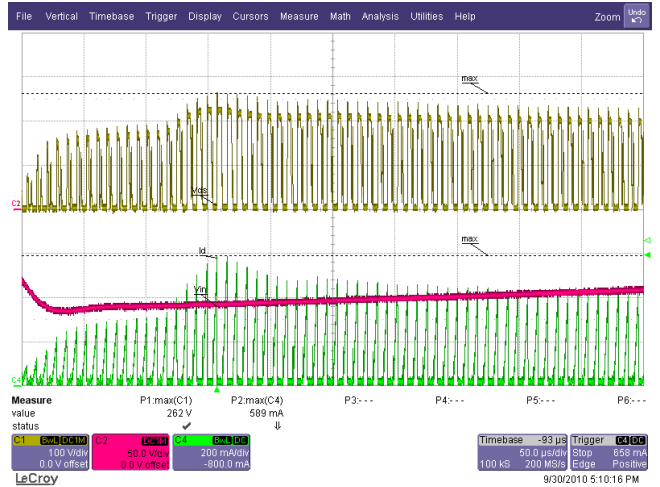 File Vertical Timebase Trigger Display Cursors Measure Math Analysis Utilities Help Zoom Undo
max
C2
Vds
max
Id
Vin
C4
Measure P1:max(C1) P2:max(C4) P3:- - - P4:- - - P5:- - - P6:- - -
value 262 V 589 mA
status
C1 BwL DC1M C2 DC1M C4 BwL DC Timebase -93 µs Trigger C4 DC
100 V/div 50.0 V/div 200 mA/div 50.0 µs/div Stop 658 mA
0.0 V offset 0.0 V offset -800.0 mA 100 kS 200 MS/s Edge Positive
LeCroy 9/30/2010 5:10:16 PM